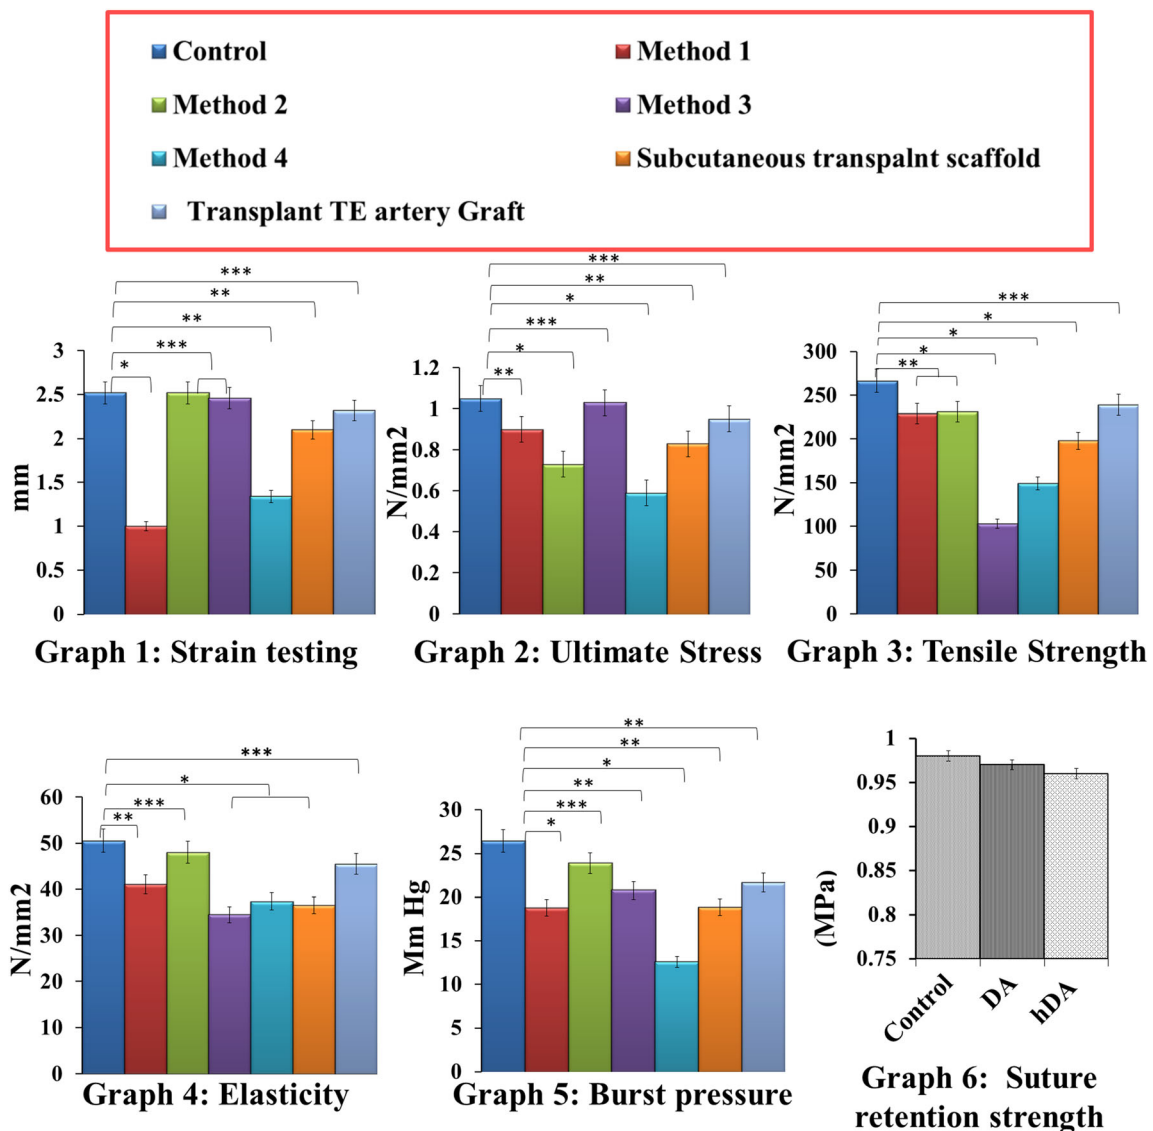 Control
Method 1
Method 2
Method 3
Method 4
Subcutaneous transpalnt scaffold
Transplant TE artery Graft
***
**
**
***
*
3
2.5
2
1.5
1
0.5
0
mm
Graph 1: Strain testing
***
**
*
***
*
**
1.2
1
0.8
0.6
0.4
0.2
0
N/mm2
Graph 2: Ultimate Stress
***
*
*
*
**
300
250
200
150
100
50
0
N/mm2
Graph 3: Tensile Strength
***
*
***
**
60
50
40
30
20
10
0
N/mm2
Graph 4: Elasticity
**
**
*
**
***
*
30
25
20
15
10
5
0
Mm Hg
Graph 5: Burst pressure
1
0.95
0.9
0.85
0.8
0.75
(MPa)
Control
DA
hDA
Graph 6: Suture
retention strength